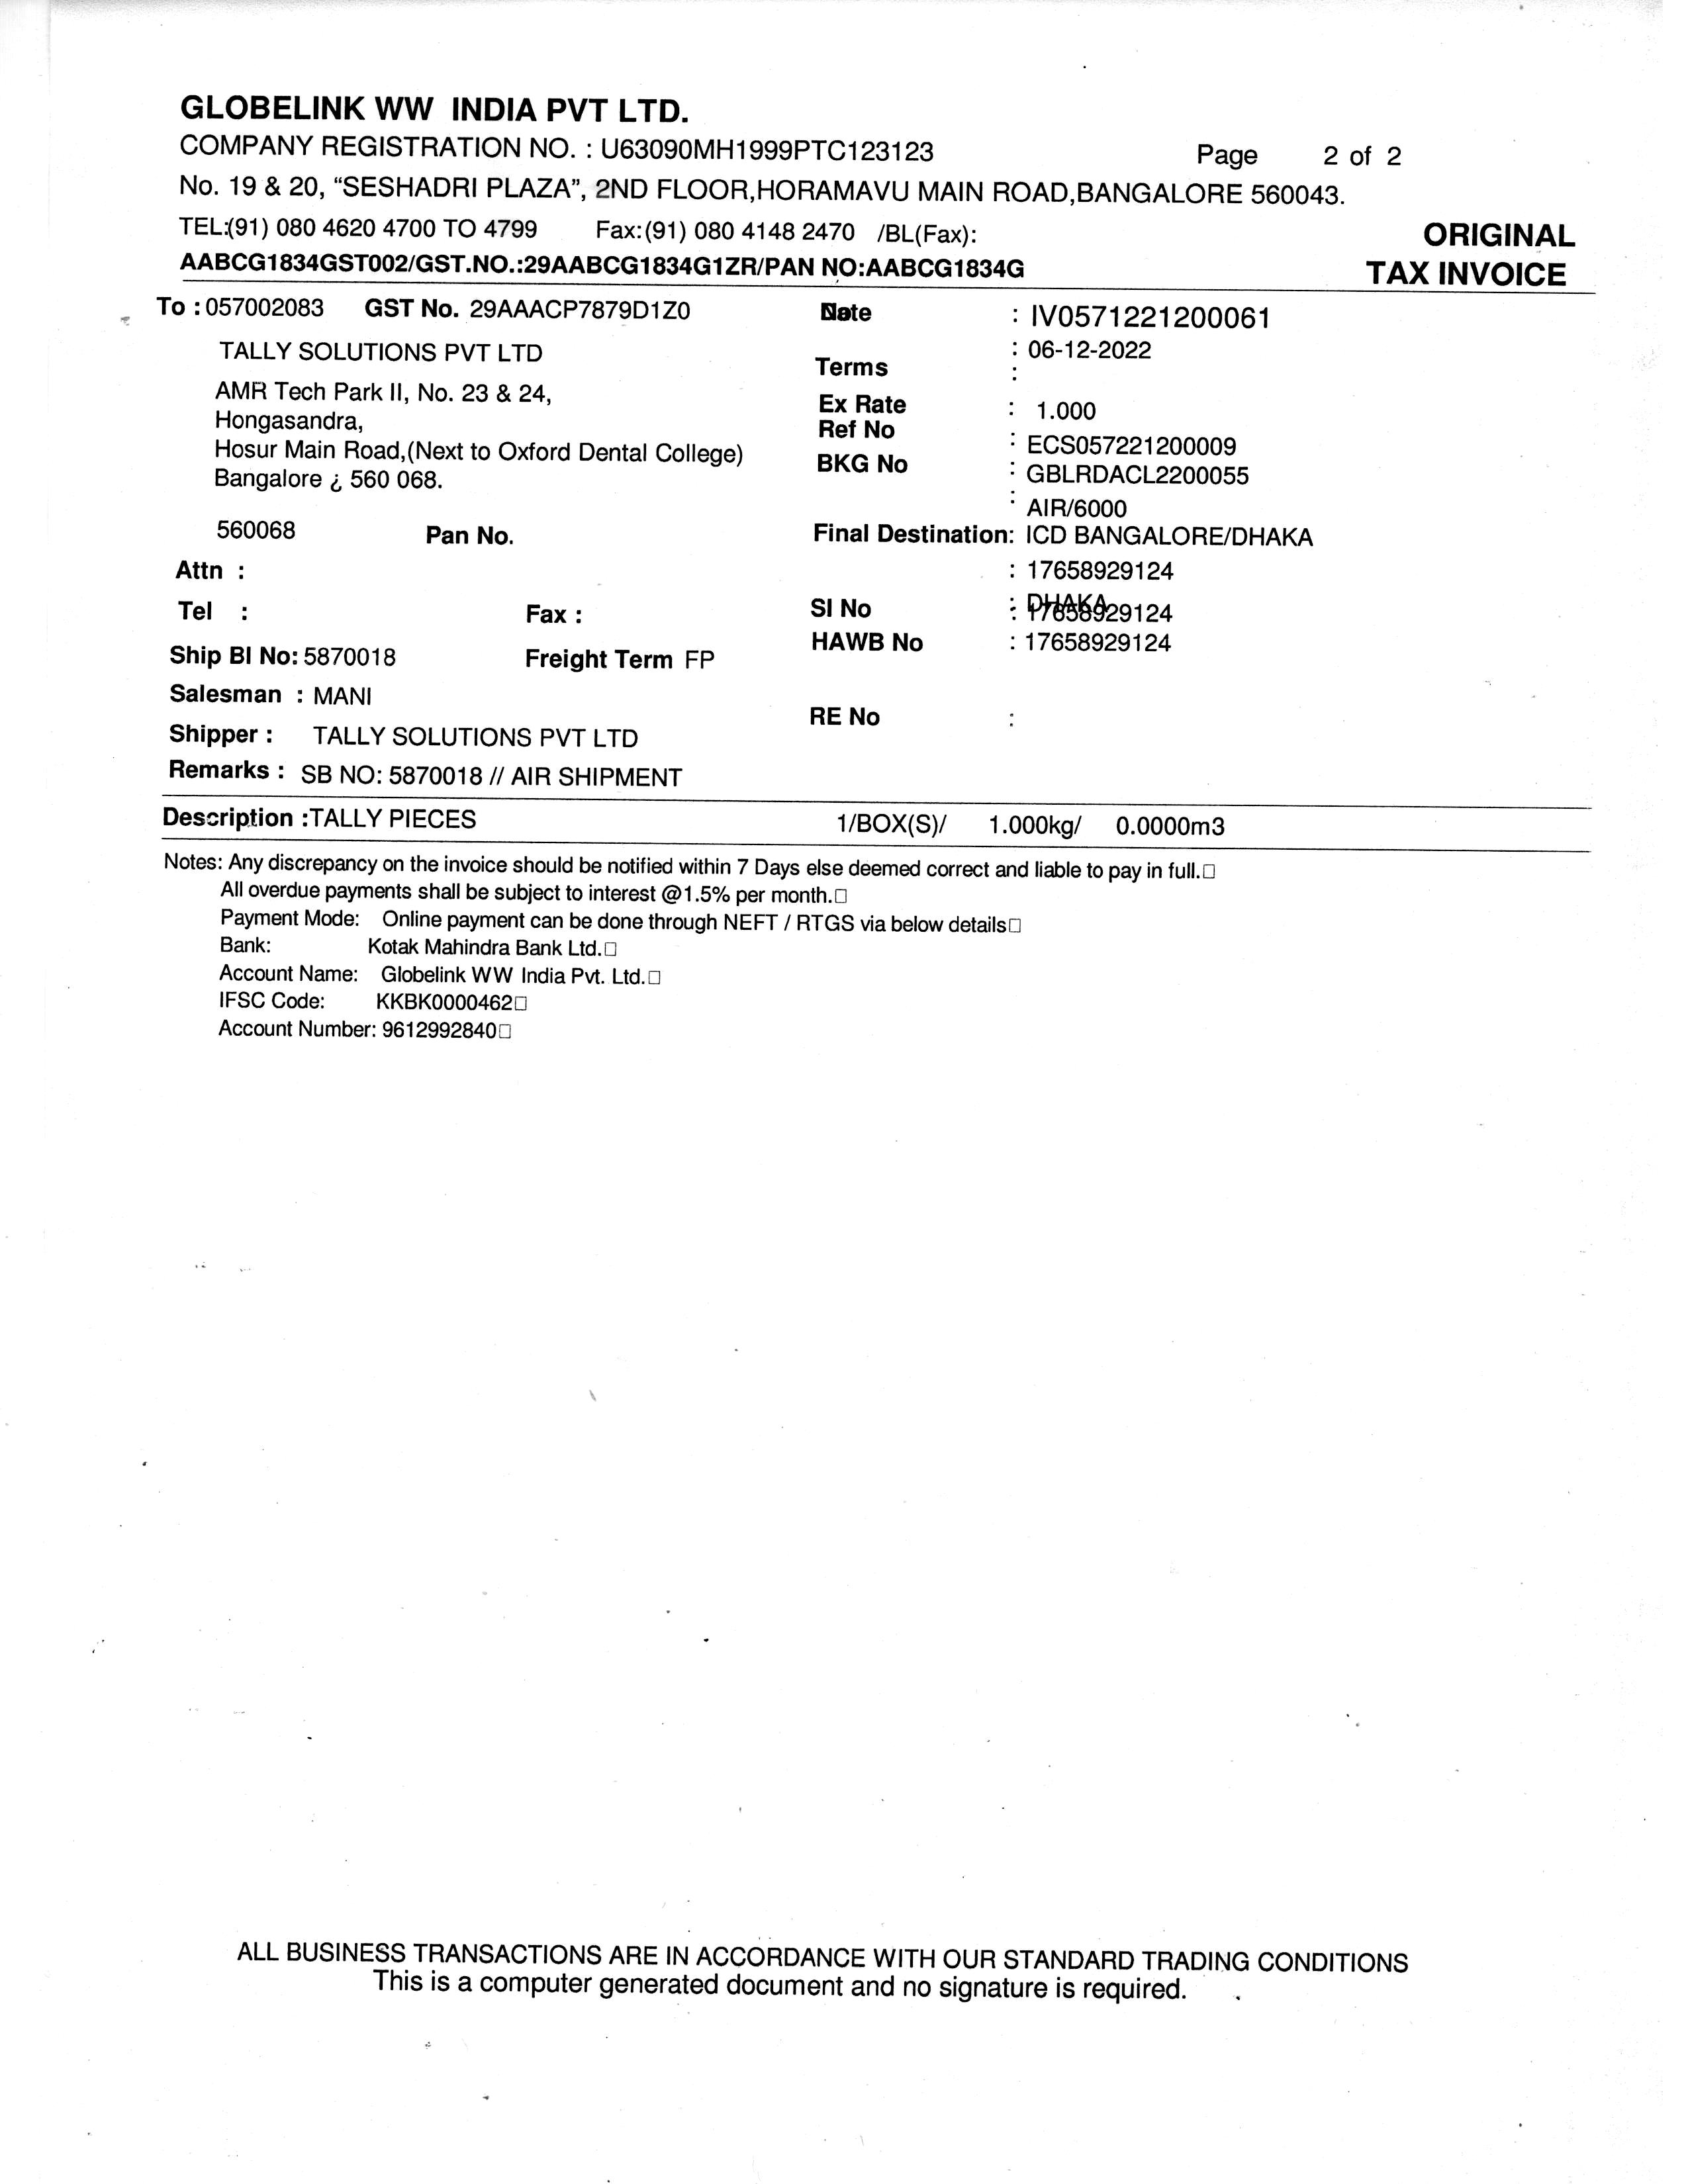 GLOBELINK WW INDIA PVT LTD.
COMPANY REGISTRATION NO. : U63090MH1999PTC123123
Page 2 of 2
No. 19 & 20, “SESHADRI PLAZA”, 2ND FLOOR,HORAMAVU MAIN ROAD,BANGALORE 560043.
TEL:(91) 080 4620 4700 TO 4799 Fax:(91) 080 4148 2470 /BL(Fax):
ORIGINAL
AABCG1834GST002/GST.NO.:29AABCG1834G1ZR/PAN NO:AABCG1834G
TAX INVOICE
To : 057002083 GST No. 29AAACP7879D1Z0
TALLY SOLUTIONS PVT LTD
AMR Tech Park II, No. 23 & 24,
Hongasandra,
Hosur Main Road,(Next to Oxford Dental College)
Bangalore ¿ 560 068.
560068 Pan No.
Attn :
Tel : Fax :
Ship Bl No: 5870018 Freight Term FP
Salesman : MANI
Shipper : TALLY SOLUTIONS PVT LTD
Remarks : SB NO: 5870018 // AIR SHIPMENT
: IV0571221200061
: 06-12-2022
Terms :
Ex Rate : 1.000
Ref No : ECS057221200009
BKG No : GBLRDACL2200055
: AIR/6000
Final Destination: ICD BANGALORE/DHAKA
: 17658929124
: DHAKA
SI No : 17658929124
HAWB No : 17658929124
RE No :
Description :TALLY PIECES 1/BOX(S)/ 1.000kg/ 0.0000m3
Notes: Any discrepancy on the invoice should be notified within 7 Days else deemed correct and liable to pay in full.□
All overdue payments shall be subject to interest @1.5% per month.□
Payment Mode: Online payment can be done through NEFT / RTGS via below details□
Bank: Kotak Mahindra Bank Ltd.□
Account Name: Globelink WW India Pvt. Ltd.□
IFSC Code: KKBK0000462□
Account Number: 9612992840□
ALL BUSINESS TRANSACTIONS ARE IN ACCORDANCE WITH OUR STANDARD TRADING CONDITIONS
This is a computer generated document and no signature is required.